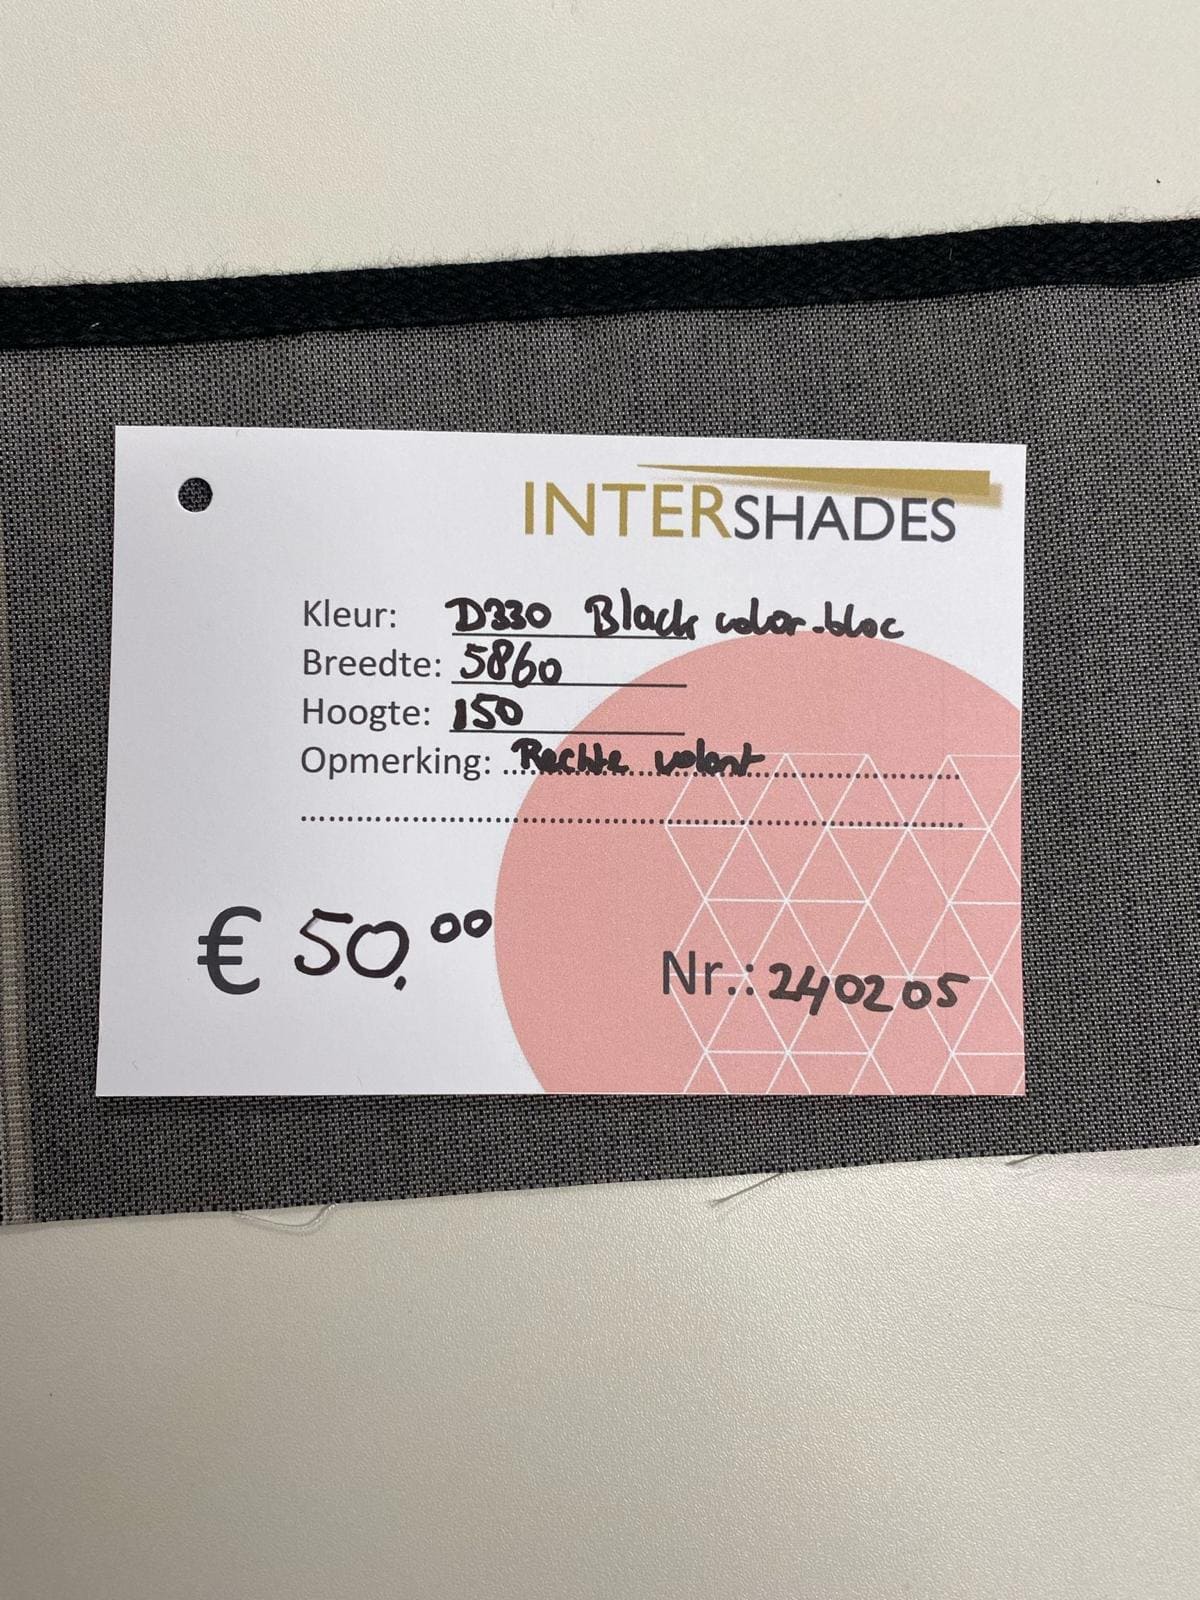 INTERSHADES
Kleur: D330 Black color-bloc
Breedte: 5860
Hoogte: 150
Opmerking: Rechte volant
€ 50,00
Nr.: 240205